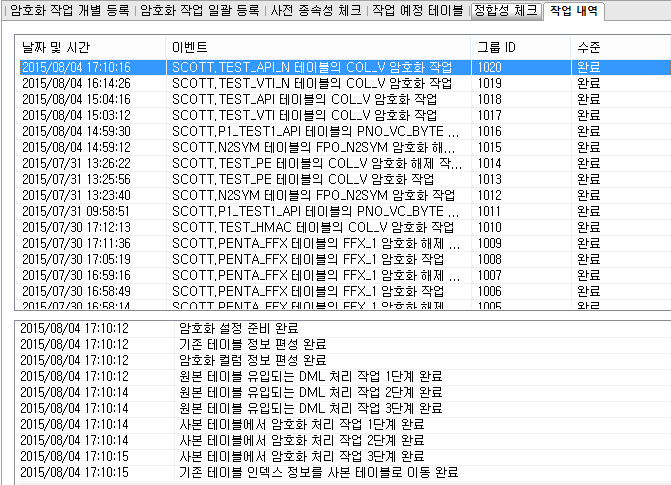 암호화 작업 개별 등록 암호화 작업 일괄 등록 사전 종속성 체크 작업 예정 테이블 정합성 체크 작업 내역
날짜 및 시간 이벤트 그룹 ID 수준
2015/08/04 17:10:16 SCOTT.TEST_API_N 테이블의 COL_V 암호화 작업 1020 완료
2015/08/04 16:14:26 SCOTT.TEST_VTI_N 테이블의 COL_V 암호화 작업 1019 완료
2015/08/04 15:04:16 SCOTT.TEST_API 테이블의 COL_V 암호화 작업 1018 완료
2015/08/04 15:03:12 SCOTT.TEST_VTI 테이블의 COL_V 암호화 작업 1017 완료
2015/08/04 14:59:30 SCOTT.P1_TEST1_API 테이블의 PNO_VC_BYTE ... 1016 완료
2015/08/04 14:59:12 SCOTT.N2SYM 테이블의 FPO_N2SYM 암호화 해... 1015 완료
2015/07/31 13:26:22 SCOTT.TEST_PE 테이블의 COL_V 암호화 해제 작... 1014 완료
2015/07/31 13:25:56 SCOTT.TEST_PE 테이블의 COL_V 암호화 작업 1013 완료
2015/07/31 13:23:40 SCOTT.N2SYM 테이블의 FPO_N2SYM 암호화 작업 1012 완료
2015/07/31 09:58:51 SCOTT.P1_TEST1_API 테이블의 PNO_VC_BYTE ... 1011 완료
2015/07/30 17:12:13 SCOTT.TEST_HMAC 테이블의 COL_V 암호화 작업 1010 완료
2015/07/30 17:11:36 SCOTT.PENTA_FFX 테이블의 FFX_1 암호화 해제 ... 1009 완료
2015/07/30 17:05:19 SCOTT.PENTA_FFX 테이블의 FFX_1 암호화 작업 1008 완료
2015/07/30 16:59:16 SCOTT.PENTA_FFX 테이블의 FFX_1 암호화 해제 ... 1007 완료
2015/07/30 16:58:49 SCOTT.PENTA_FFX 테이블의 FFX_1 암호화 작업 1006 완료
2015/07/30 16:58:14 SCOTT.PENTA_FFX 테이블의 FFX_1 암호화 해제 ... 1005 완료
2015/08/04 17:10:12 암호화 설정 준비 완료
2015/08/04 17:10:12 기존 테이블 정보 편성 완료
2015/08/04 17:10:12 암호화 컬럼 정보 편성 완료
2015/08/04 17:10:12 원본 테이블 유입되는 DML 처리 작업 1단계 완료
2015/08/04 17:10:14 원본 테이블 유입되는 DML 처리 작업 2단계 완료
2015/08/04 17:10:14 원본 테이블 유입되는 DML 처리 작업 3단계 완료
2015/08/04 17:10:14 사본 테이블에서 암호화 처리 작업 1단계 완료
2015/08/04 17:10:14 사본 테이블에서 암호화 처리 작업 2단계 완료
2015/08/04 17:10:15 사본 테이블에서 암호화 처리 작업 3단계 완료
2015/08/04 17:10:15 기존 테이블 인덱스 정보를 사본 테이블로 이동 완료